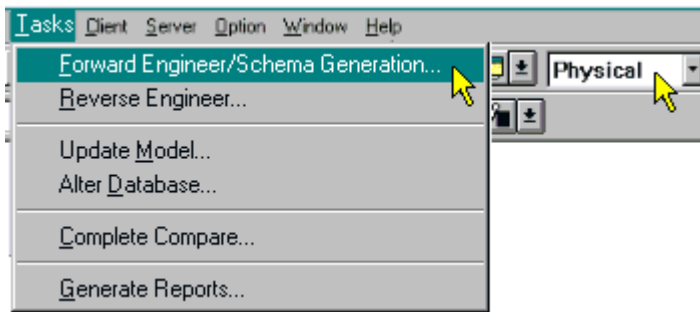 Tasks Client Server Option Window Help
Forward Engineer/Schema Generation...
Physical
Reverse Engineer...
Update Model...
Alter Database...
Complete Compare...
Generate Reports...